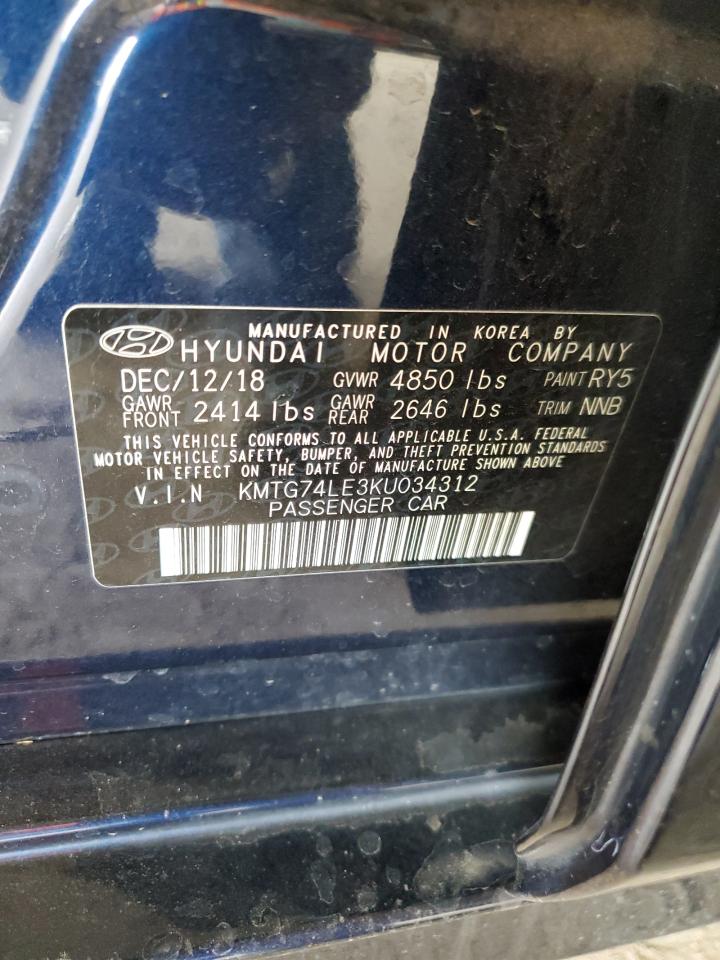 MANUFACTURED IN KOREA BY
HYUNDAI MOTOR COMPANY
DEC/12/18 GVWR 4850 lbs PAINT RY5
GAWR FRONT 2414 lbs GAWR REAR 2646 lbs TRIM NNB
THIS VEHICLE CONFORMS TO ALL APPLICABLE U.S.A. FEDERAL
MOTOR VEHICLE SAFETY, BUMPER, AND THEFT PREVENTION STANDARDS
IN EFFECT ON THE DATE OF MANUFACTURE SHOWN ABOVE
V.I.N KMTG74LE3KU034312
PASSENGER CAR